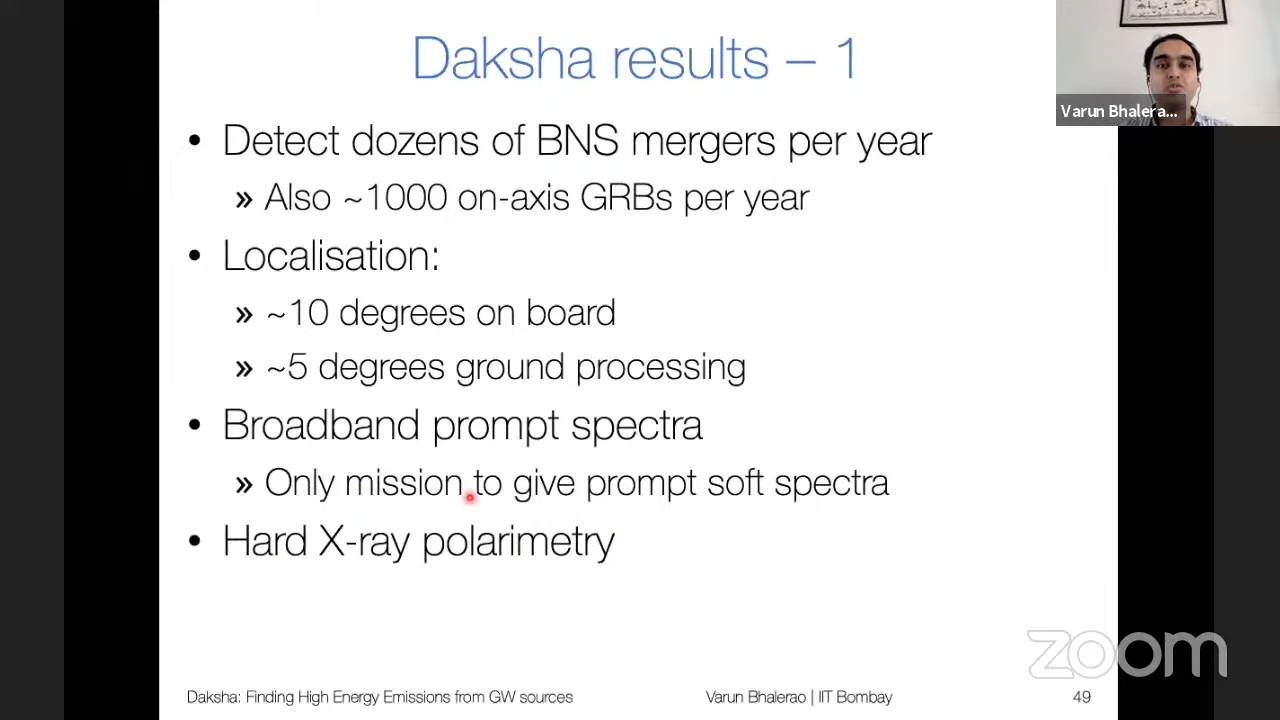 Daksha results – 1
• Detect dozens of BNS mergers per year
» Also ~1000 on-axis GRBs per year
• Localisation:
» ~10 degrees on board
» ~5 degrees ground processing
• Broadband prompt spectra
» Only mission to give prompt soft spectra
• Hard X-ray polarimetry
Varun Bhalera...
zoom
Daksha: Finding High Energy Emissions from GW sources
Varun Bhalerao | IIT Bombay
49